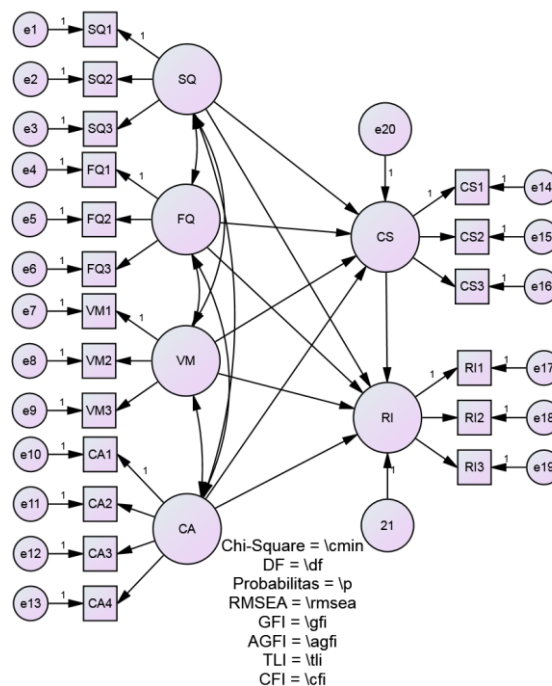 e1 1 SQ1 1
e2 1 SQ2 SQ
e3 1 SQ3 e20
e4 1 FQ1 1 1 CS1 1 e14
e5 1 FQ2 FQ CS CS2 1 e15
e6 1 FQ3 CS3 1 e16
e7 1 VM1 1
e8 1 VM2 VM 1 RI1 1 e17
e9 1 VM3 RI RI2 1 e18
e10 1 CA1 1 RI3 1 e19
e11 1 CA2 1
e12 1 CA3 CA 21
e13 1 CA4
Chi-Square = \cmin
DF = \df
Probabilitas = \p
RMSEA = \rmsea
GFI = \gfi
AGFI = \agfi
TLI = \tli
CFI = \cfi